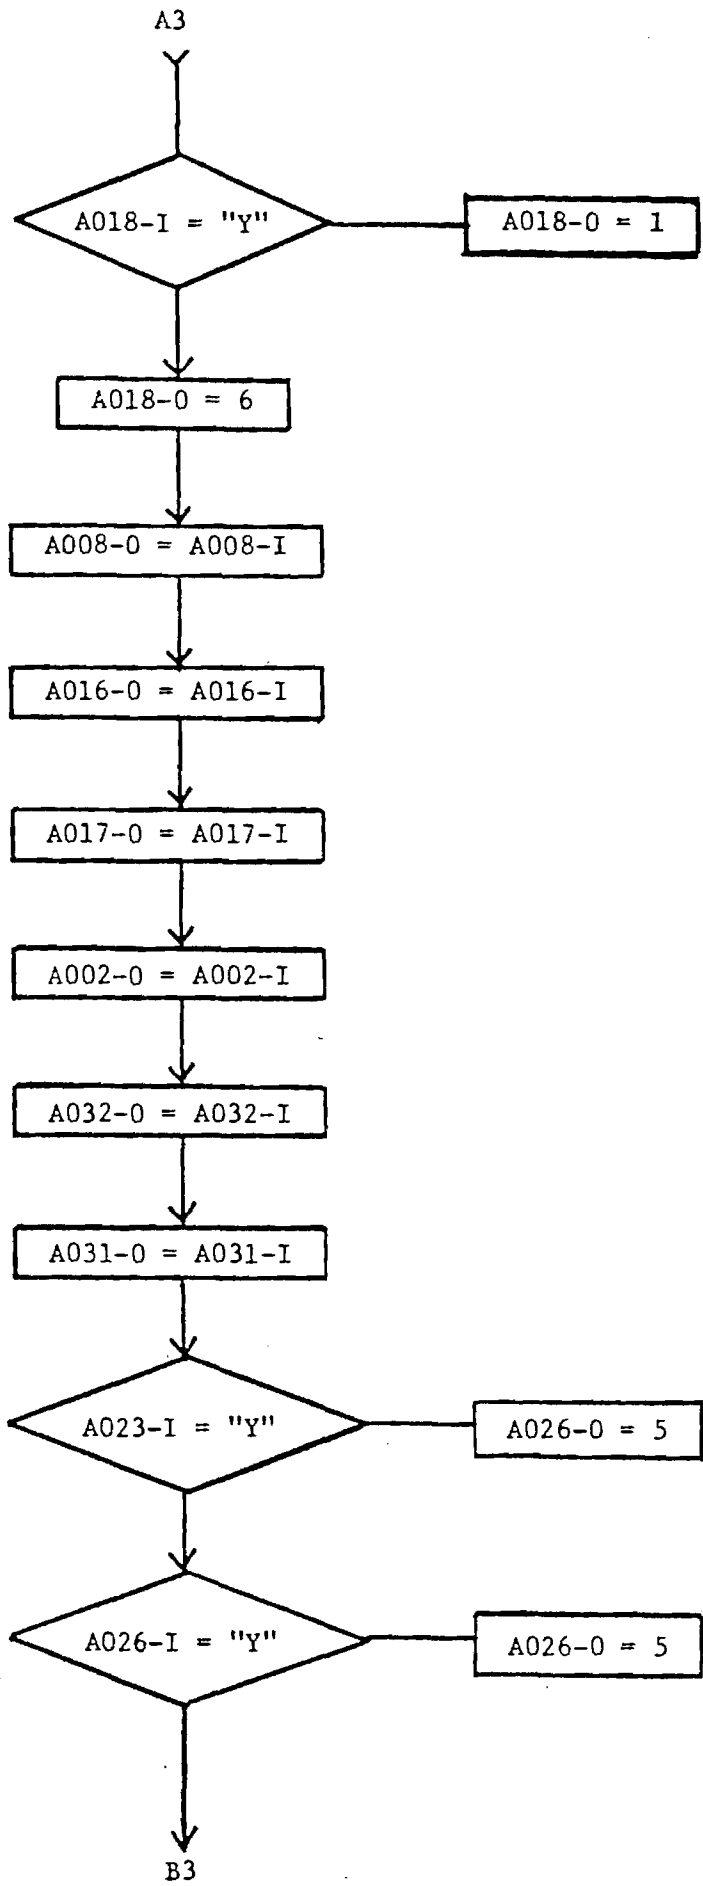 A3
A018-I = "Y"
A018-0 = 1
A018-0 = 6
A008-0 = A008-I
A016-0 = A016-I
A017-0 = A017-I
A002-0 = A002-I
A032-0 = A032-I
A031-0 = A031-I
A023-I = "Y"
A026-0 = 5
A026-I = "Y"
A026-0 = 5
B3